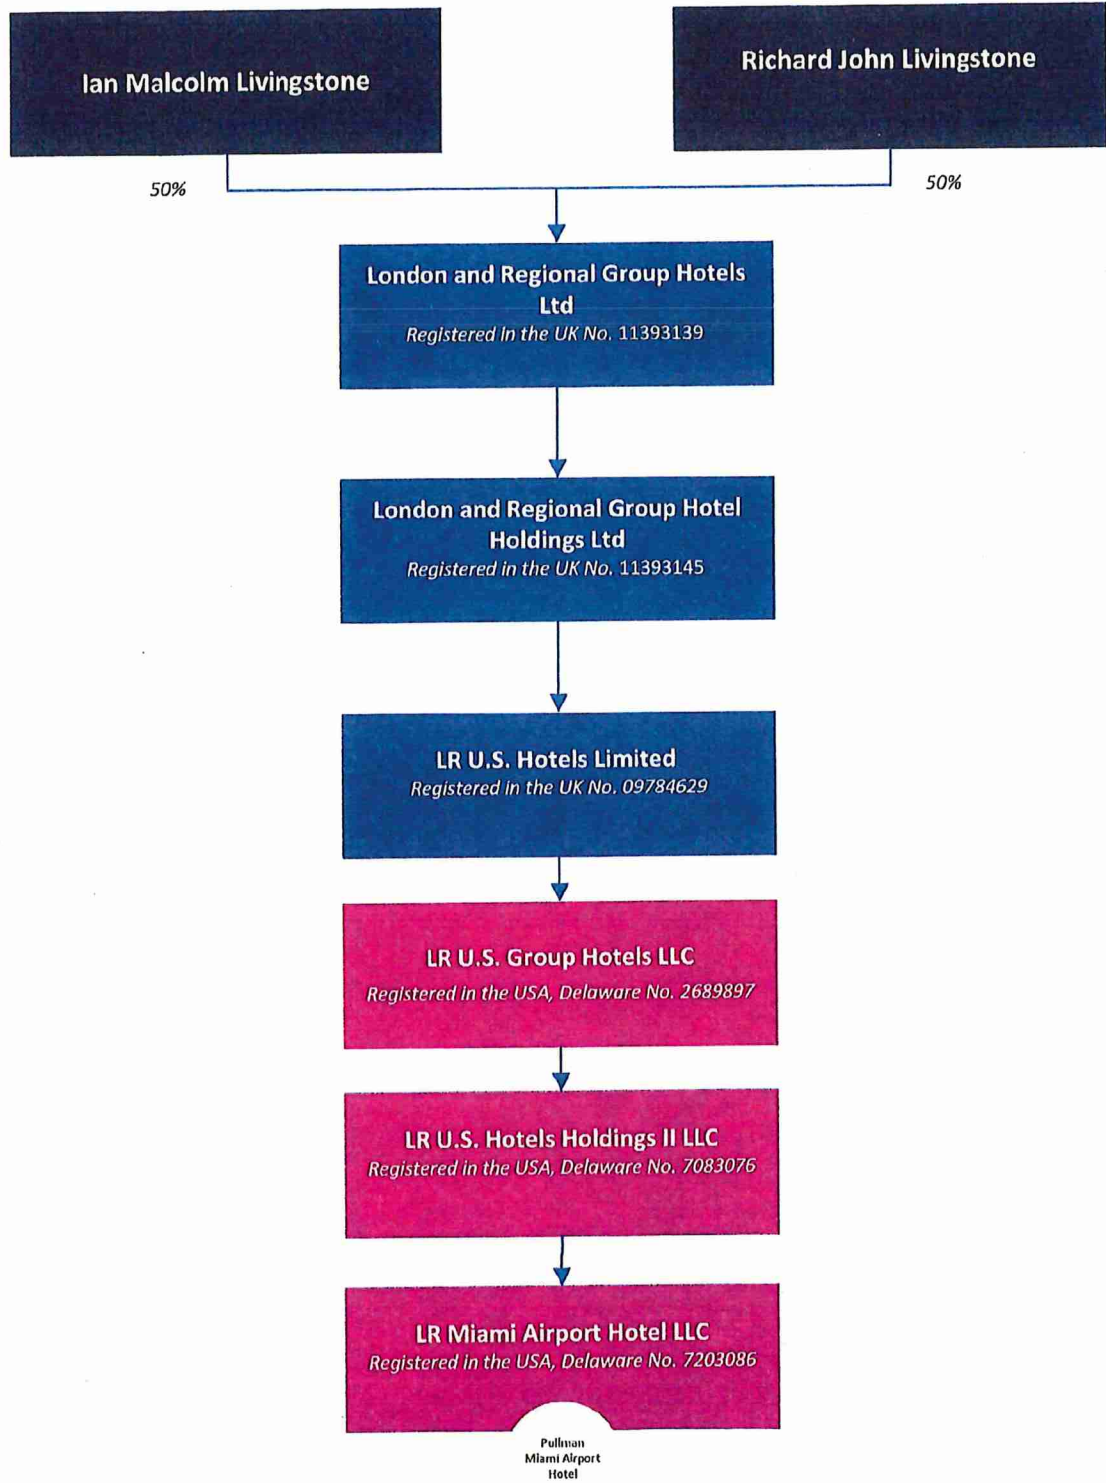 Ian Malcolm Livingstone
Richard John Livingstone
50%
50%
London and Regional Group Hotels
Ltd
Registered in the UK No. 11393139
London and Regional Group Hotel
Holdings Ltd
Registered in the UK No. 11393145
LR U.S. Hotels Limited
Registered in the UK No. 09784629
LR U.S. Group Hotels LLC
Registered in the USA, Delaware No. 2689897
LR U.S. Hotels Holdings II LLC
Registered in the USA, Delaware No. 7083076
LR Miami Airport Hotel LLC
Registered in the USA, Delaware No. 7203086
Pullman
Miami Airport
Hotel